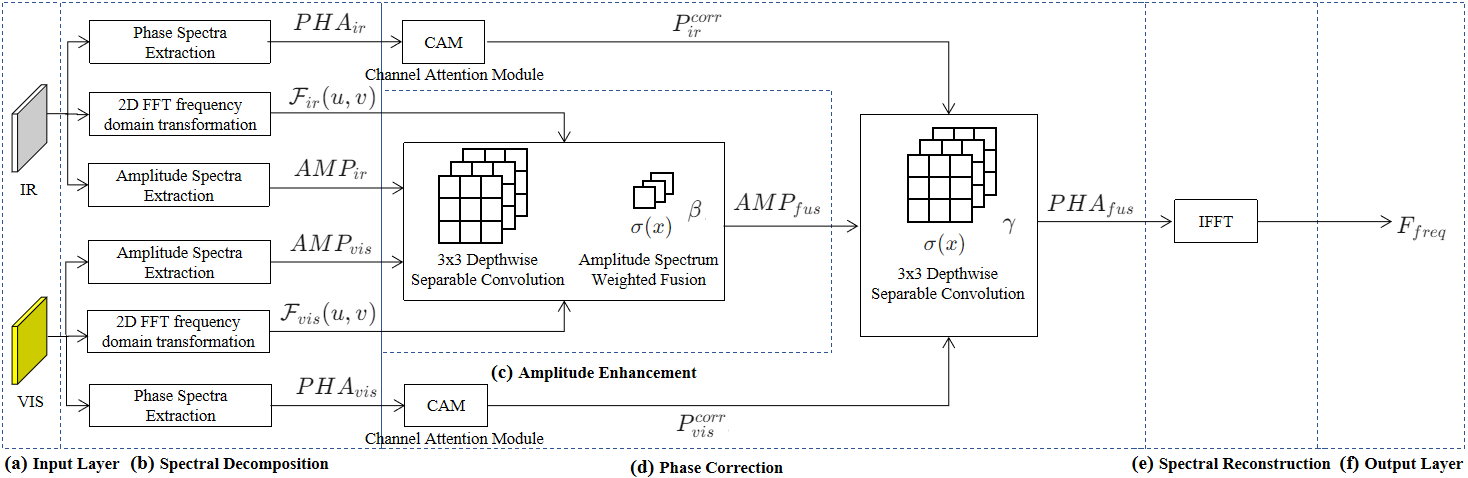 Phase Spectra
Extraction
PHA_{ir}
CAM
Channel Attention Module
P_{ir}^{corr}
2D FFT frequency
domain transformation
\mathcal{F}_{ir}(u, v)
IR
Amplitude Spectra
Extraction
AMP_{ir}
Amplitude Spectra
Extraction
AMP_{vis}
2D FFT frequency
domain transformation
\mathcal{F}_{vis}(u, v)
VIS
Phase Spectra
Extraction
PHA_{vis}
CAM
Channel Attention Module
P_{vis}^{corr}
3x3 Depthwise
Separable Convolution
σ(x)
β
Amplitude Spectrum
Weighted Fusion
AMP_{fus}
(c) Amplitude Enhancement
σ(x)
γ
3x3 Depthwise
Separable Convolution
PHA_{fus}
IFFT
F_{freq}
(a) Input Layer
(b) Spectral Decomposition
(d) Phase Correction
(e) Spectral Reconstruction
(f) Output Layer